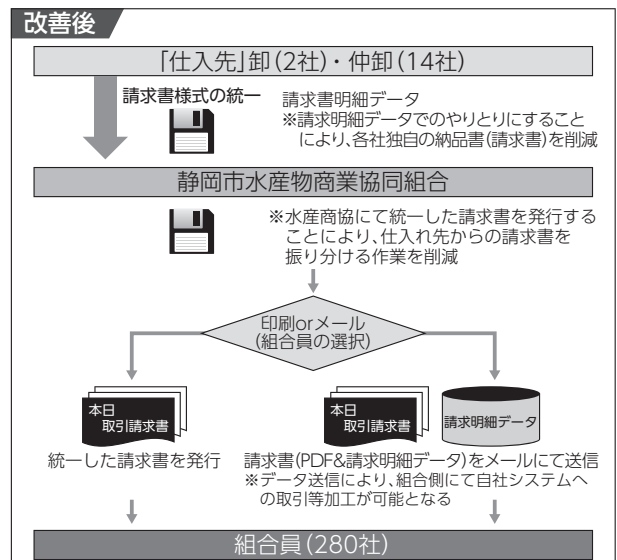 改善後
「仕入先」卸(2社)・仲卸(14社)
請求書様式の統一
請求書明細データ
※請求明細データでのやりとりにすること
により、各社独自の納品書(請求書)を削減
静岡市水産物商業協同組合
※水産商協にて統一した請求書を発行する
ことにより、仕入れ先からの請求書を
振り分ける作業を削減
印刷orメール
(組合員の選択)
本日
取引請求書
統一した請求書を発行
本日
取引請求書
請求明細データ
請求書(PDF&請求明細データ)をメールにて送信
※データ送信により、組合側にて自社システムへ
の取引等加工が可能となる
組合員(280社)